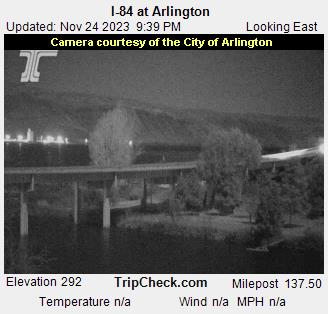 I-84 at Arlington
Updated: Nov 24 2023 9:39 PM Looking East
Camera courtesy of the City of Arlington
Elevation 292 TripCheck.com Milepost 137.50
Temperature n/a Wind n/a MPH n/a